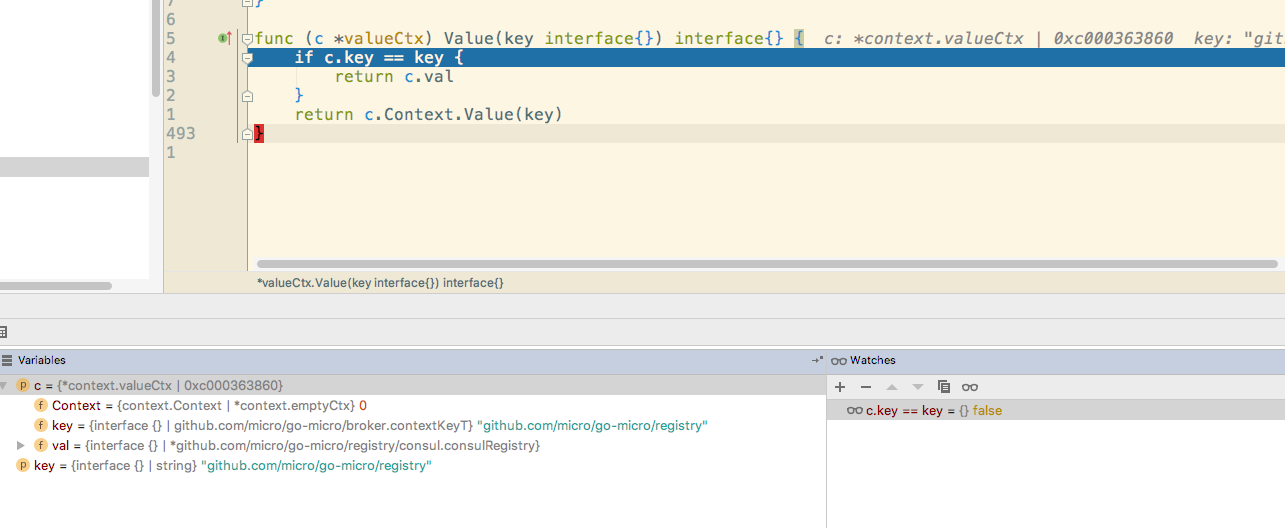 7 }
6
5 func (c *valueCtx) Value(key interface{}) interface{} { c: *context.valueCtx | 0xc000363860 key: "git
4 if c.key == key {
3 return c.val
2 }
1 return c.Context.Value(key)
493 }
1
*valueCtx.Value(key interface{}) interface{}
Variables
Watches
c = {*context.valueCtx | 0xc000363860}
Context = {context.Context | *context.emptyCtx} 0
key = {interface {} | github.com/micro/go-micro/broker.contextKeyT} "github.com/micro/go-micro/registry"
val = {interface {} | *github.com/micro/go-micro/registry/consul.consulRegistry}
key = {interface {} | string} "github.com/micro/go-micro/registry"
c.key == key = {} false